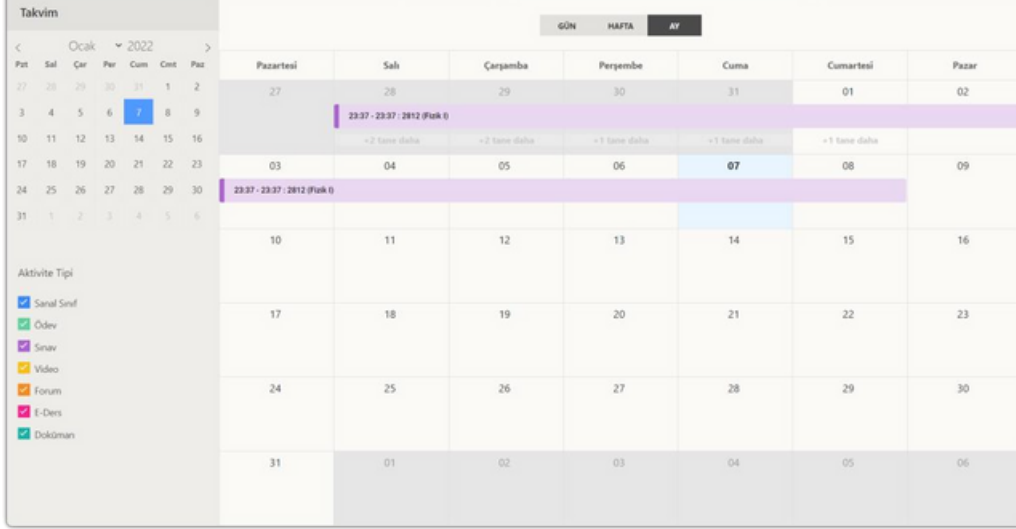 Takvim
GÜN HAFTA AY
< Ocak 2022 >
Pzt Sal Çar Per Cum Cmt Paz
27 28 29 30 31 1 2
3 4 5 6 7 8 9
10 11 12 13 14 15 16
17 18 19 20 21 22 23
24 25 26 27 28 29 30
31 1 2 3 4 5 6
Aktivite Tipi
Sanal Sınıf
Ödev
Sınav
Video
Forum
E-Ders
Doküman
Pazartesi Salı Çarşamba Perşembe Cuma Cumartesi Pazar
27 28 29 30 31 01 02
23:37 - 23:37 : 2812 (Fizik I)
+2 tane daha +2 tane daha +1 tane daha +1 tane daha +1 tane daha
03 04 05 06 07 08 09
23:37 - 23:37 : 2812 (Fizik I)
10 11 12 13 14 15 16
17 18 19 20 21 22 23
24 25 26 27 28 29 30
31 01 02 03 04 05 06